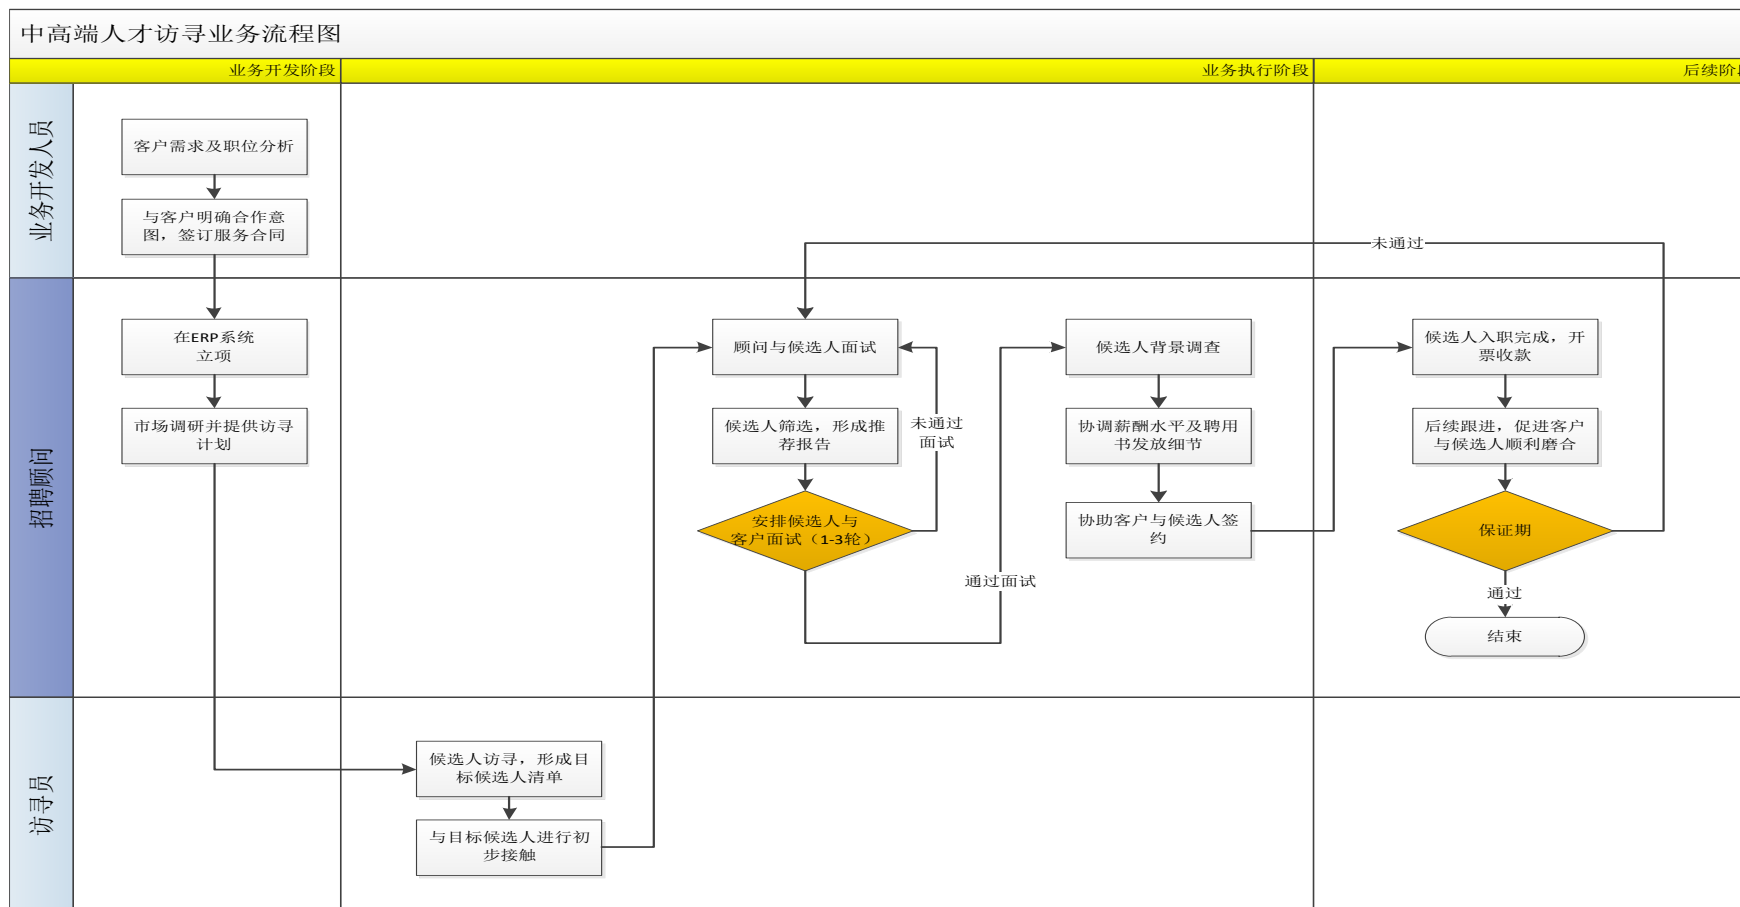 中高端人才访寻业务流程图
业务开发阶段
业务执行阶段
后续阶段
业务开发人员
客户需求及职位分析
与客户明确合作意
图，签订服务合同
未通过
招聘顾问
在ERP系统
立项
市场调研并提供访寻
计划
顾问与候选人面试
候选人筛选，形成推
荐报告
未通过
面试
安排候选人与
客户面试（1-3轮）
通过面试
候选人背景调查
协调薪酬水平及聘用
书发放细节
协助客户与候选人签
约
候选人入职完成，开
票收款
后续跟进，促进客户
与候选人顺利磨合
保证期
通过
结束
访寻员
候选人访寻，形成目
标候选人清单
与目标候选人进行初
步接触